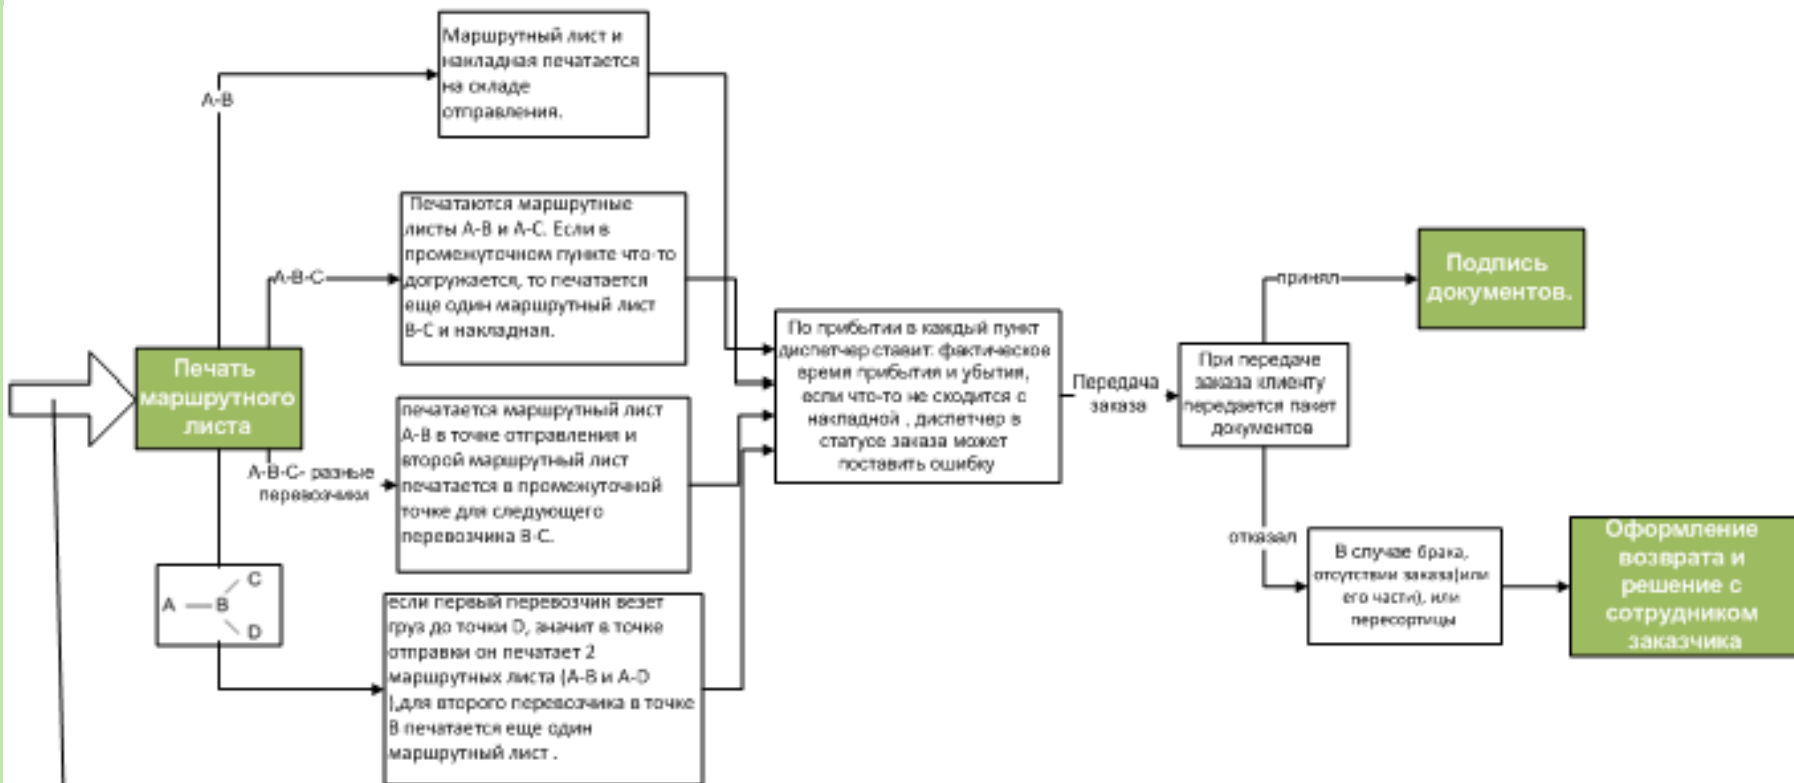 Маршрутный лист и
накладная печатается
на складе
отправления.
А-В
Печатаются маршрутные
листы А-В и А-С. Если в
промежуточном пункте что-то
догружается, то печатается
еще один маршрутный лист
В-С и накладная.
А-В-С
Печать
маршрутного
листа
печатается маршрутный лист
А-В в точке отправления и
второй маршрутный лист
печатается в промежуточной
точке для следующего
перевозчика В-С.
А-В-С- разные
перевозчики
A
B
C
D
если первый перевозчик везет
груз до точки D, значит в точке
отправки он печатает 2
маршрутных листа (А-В и А-D
),для второго перевозчика в точке
В печатается еще один
маршрутный лист .
По прибытии в каждый пункт
диспетчер ставит: фактическое
время прибытия и убытия,
если что-то не сходится с
накладной , диспетчер в
статусе заказа может
поставить ошибку
Передача
заказа
При передаче
заказа клиенту
передается пакет
документов
принял
Подпись
документов.
отказал
В случае брака,
отсутствии заказа(или
его части), или
пересортицы
Оформление
возврата и
решение с
сотрудником
заказчика